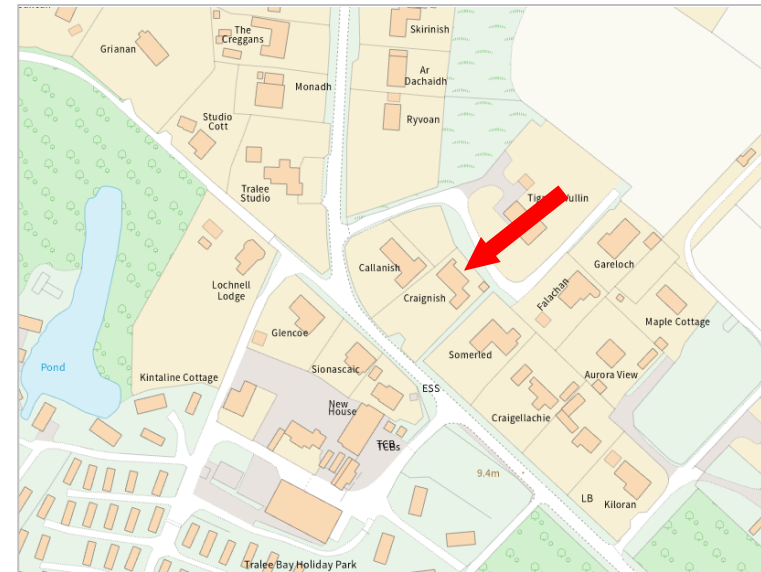 The
Creggans
Skirinish
Grianan
Ar
Dachaidh
Monadh
Studio
Cott
Ryvoan
Tralee
Studio
Callanish
Gareloch
Lochnell
Lodge
Craignish
Falachan
Maple Cottage
Glencoe
Somerled
Pond
Kintaline Cottage
Sionascaic
Aurora View
ESS
New
House
Craigellachie
TCBs
9.4m
LB
Kiloran
Tralee Bay Holiday Park